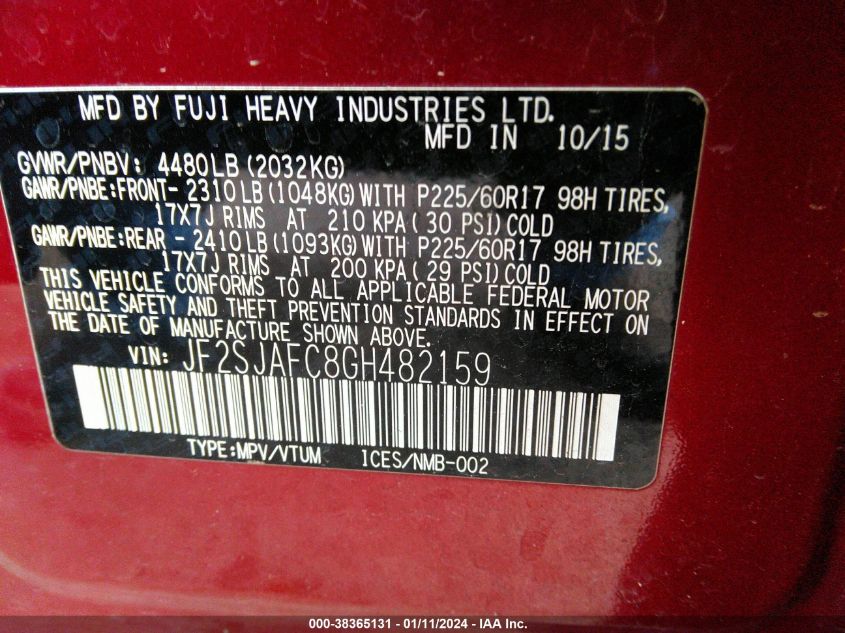 MFD BY FUJI HEAVY INDUSTRIES LTD.
MFD IN 10/15
GVWR/PNBV: 4480LB (2032KG)
GAWR/PNBE:FRONT- 2310LB (1048KG) WITH P225/60R17 98H TIRES,
17X7J RIMS AT 210 KPA ( 30 PSI) COLD
GAWR/PNBE:REAR - 2410LB (1093KG) WITH P225/60R17 98H TIRES,
17X7J RIMS AT 200 KPA ( 29 PSI) COLD
THIS VEHICLE CONFORMS TO ALL APPLICABLE FEDERAL MOTOR
VEHICLE SAFETY AND THEFT PREVENTION STANDARDS IN EFFECT ON
THE DATE OF MANUFACTURE SHOWN ABOVE.
VIN: JF2SJAFC8GH482159
TYPE:MPV/VTUM ICES/NMB-002
000-38365131 - 01/11/2024 - IAA Inc.